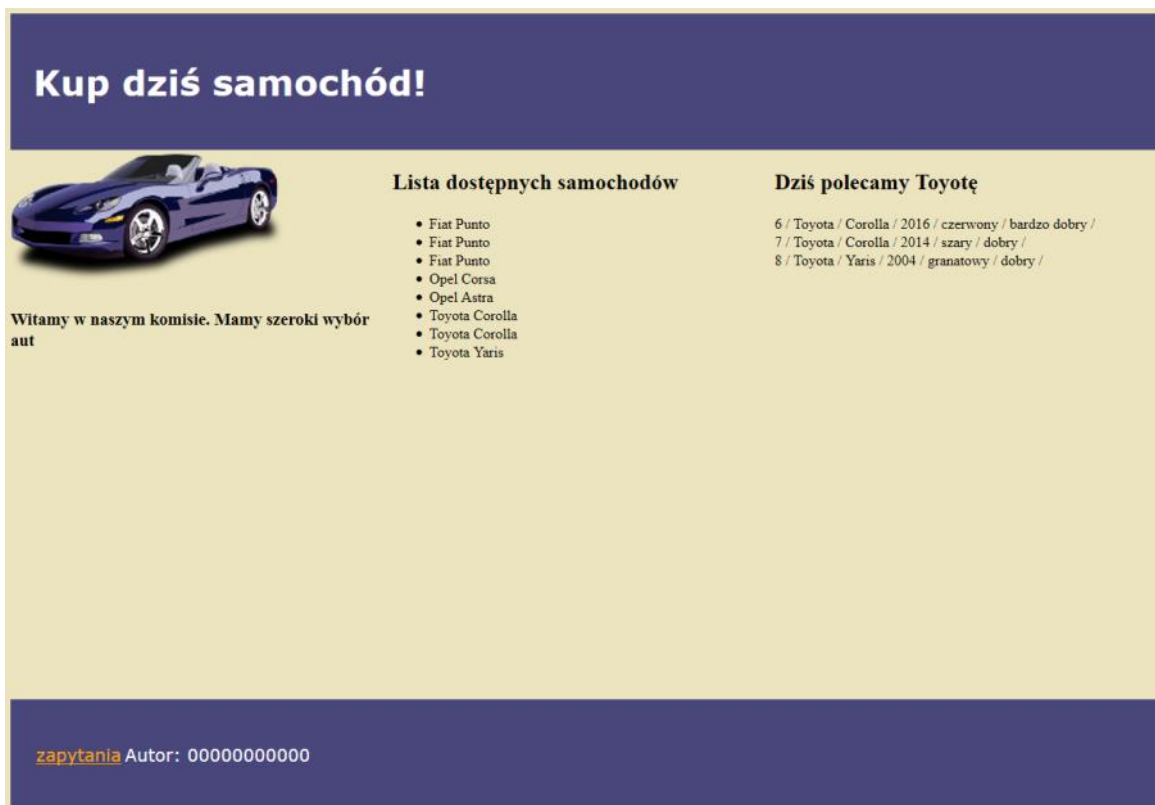 Kup dziś samochód!
Witamy w naszym komisie. Mamy szeroki wybór
aut
Lista dostępnych samochodów
• Fiat Punto
• Fiat Punto
• Fiat Punto
• Opel Corsa
• Opel Astra
• Toyota Corolla
• Toyota Corolla
• Toyota Yaris
Dziś polecamy Toyotę
6 / Toyota / Corolla / 2016 / czerwony / bardzo dobry /
7 / Toyota / Corolla / 2014 / szary / dobry /
8 / Toyota / Yaris / 2004 / granatowy / dobry /
zapytania Autor: 00000000000